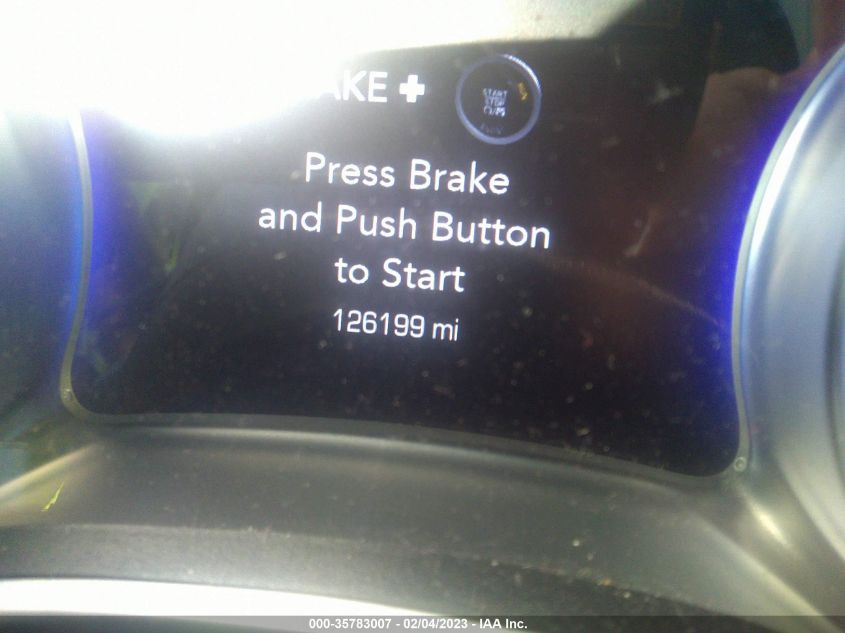 AKE +
START
STOP
Press Brake
and Push Button
to Start
126199 mi
000-35783007 - 02/04/2023 - IAA Inc.